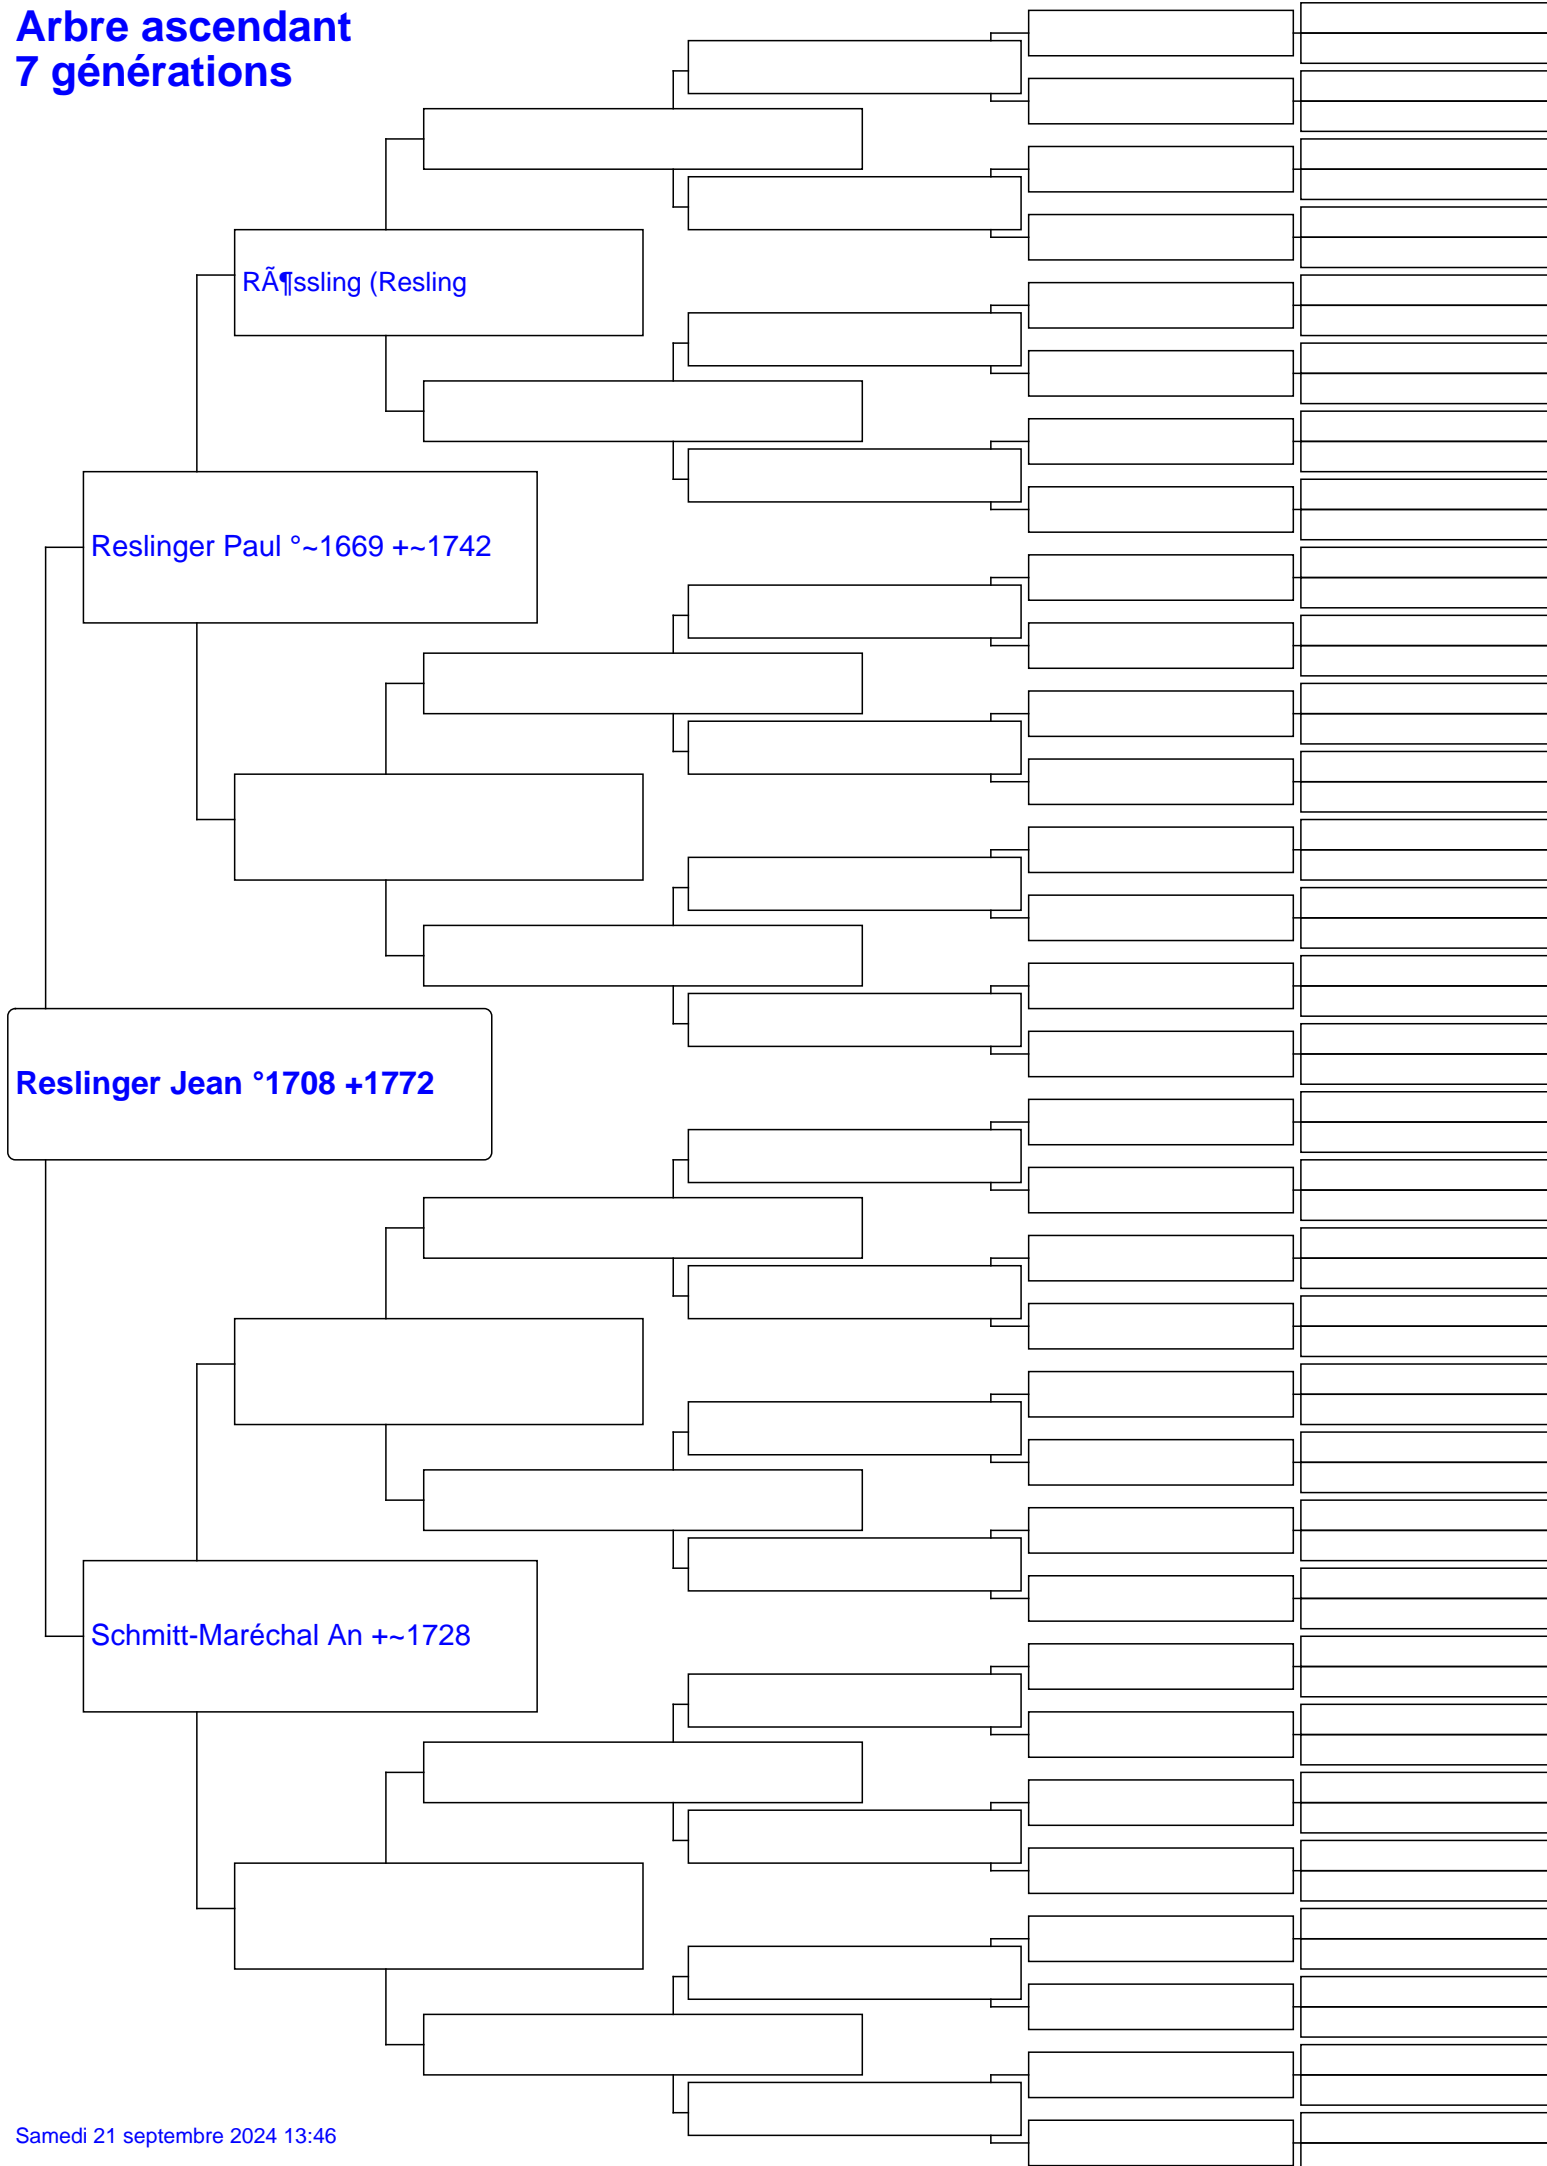 Arbre ascendant
7 générations
RÃ¶ssling (Resling
Reslinger Paul °~1669 +~1742
Reslinger Jean °1708 +1772
Schmitt-Maréchal An +~1728
Samedi 21 septembre 2024 13:46